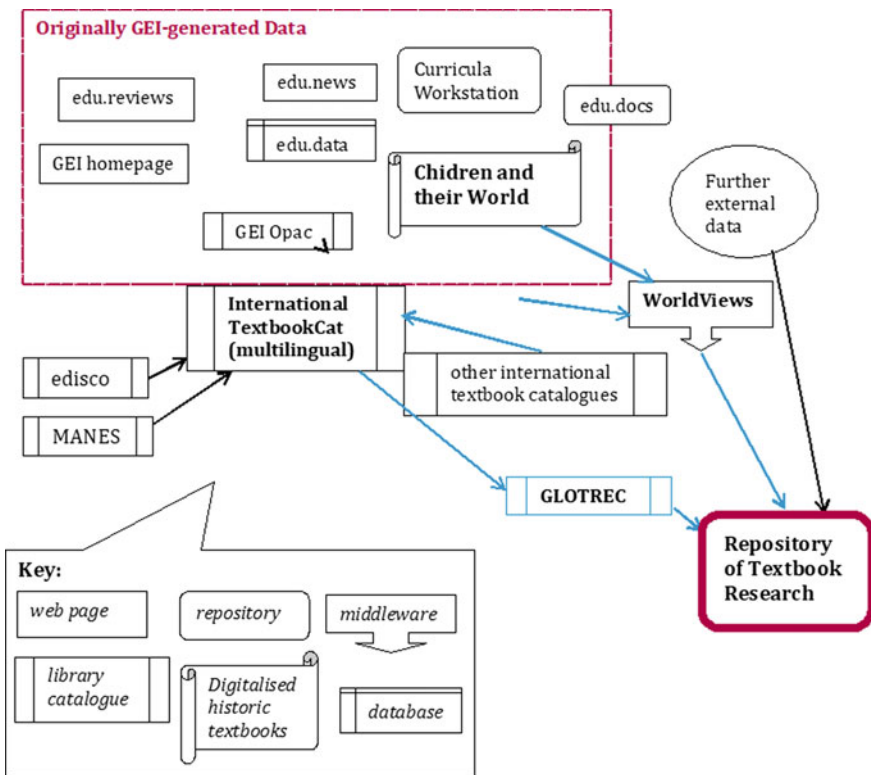 Originally GEI-generated Data
edu.reviews
edu.news
Curricula
Workstation
edu.docs
edu.data
GEI homepage
Chidren and
their World
Further
external
data
GEI Opac
International
TextbookCat
(multilingual)
WorldViews
edisco
other international
textbook catalogues
MANES
GLOTREC
Repository
of Textbook
Research
Key:
web page
repository
middleware
library
catalogue
Digitalised
historic
textbooks
database